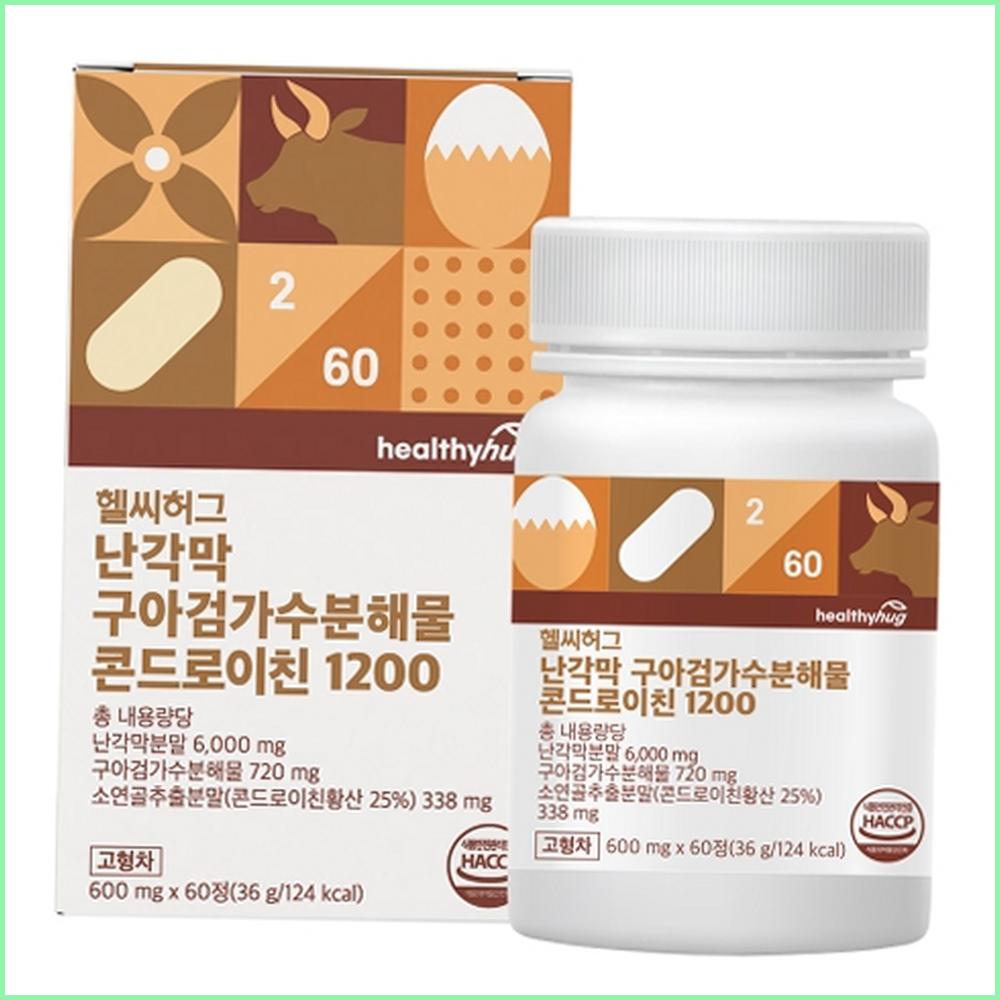 2
60
healthyhu
헬씨허그
난각막
구아검가수분해물
콘드로이친 1200
총 내용량당
난각막분말 6,000 mg
구아검가수분해물 720 mg
소연골추출분말(콘드로이친황산 25%) 338 mg
고형차
600 mg x 60정(36 g/124 kcal)
HACC
2
60
healthyhug
헬씨허그
난각막 구아검가수분해물
콘드로이친 1200
총 내용량당
난각막분말 6,000 mg
구아검가수분해물 720 mg
소연골추출분말(콘드로이친황산 25%)
338 mg
고형차 600 mg x 60정(36 g/124 kcal)
HACCP